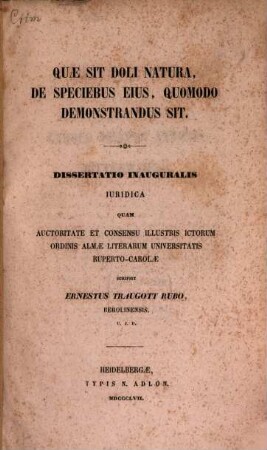 Crim
QUÆ SIT DOLI NATURA,
DE SPECIEBUS EIUS, QUOMODO
DEMONSTRANDUS SIT.
DISSERTATIO INAUGURALIS
IURIDICA
QUAM
AUCTORITATE ET CONSENSU ILLUSTRIS ICTORUM
ORDINIS ALMÆ LITERARUM UNIVERSITATIS
RUPERTO-CAROLÆ
SCRIPSIT
ERNESTUS TRAUGOTT RUBO,
BEROLINENSIS.
U. I. D.
HEIDELBERGÆ,
TYPIS N. ADLON.
MDCCCLVII.